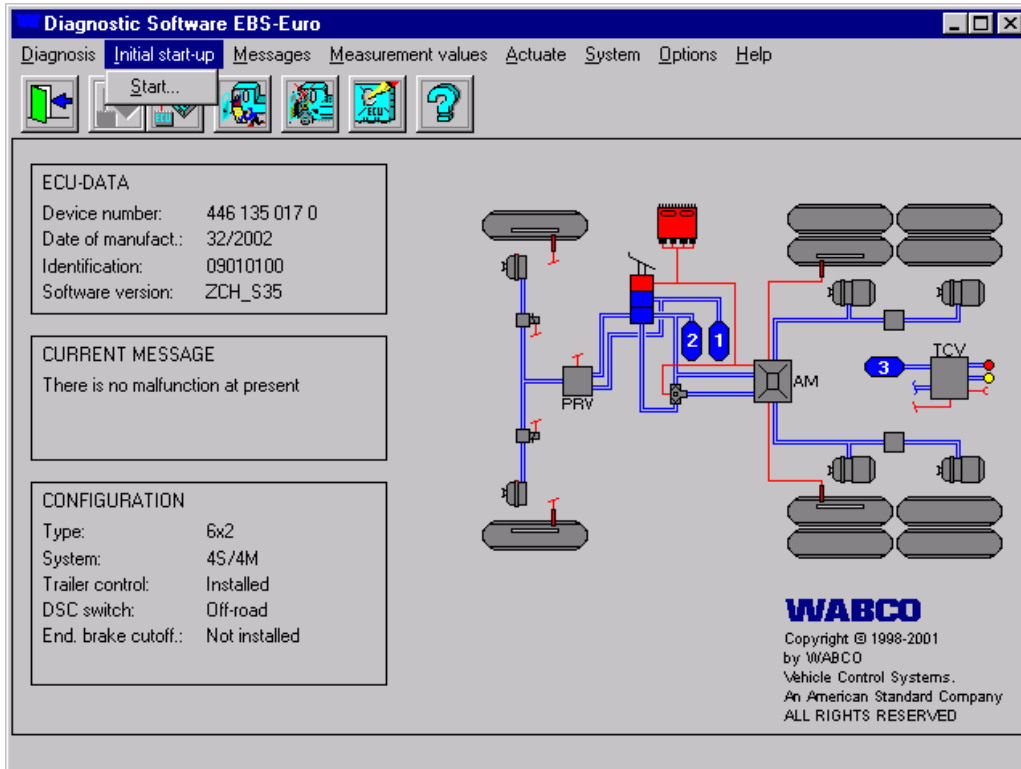 Diagnostic Software EBS-Euro
Diagnosis Initial start-up Messages Measurement values Actuate System Options Help
Start...
ECU
ECU
ECU-DATA
Device number: 446 135 017 0
Date of manufact.: 32/2002
Identification: 09010100
Software version: ZCH_S35
CURRENT MESSAGE
There is no malfunction at present
CONFIGURATION
Type: 6x2
System: 4S/4M
Trailer control: Installed
DSC switch: Off-road
End. brake cutoff.: Not installed
2 1
PRV
AM
3
TCV
WABCO
Copyright © 1998-2001
by WABCO
Vehicle Control Systems.
An American Standard Company
ALL RIGHTS RESERVED